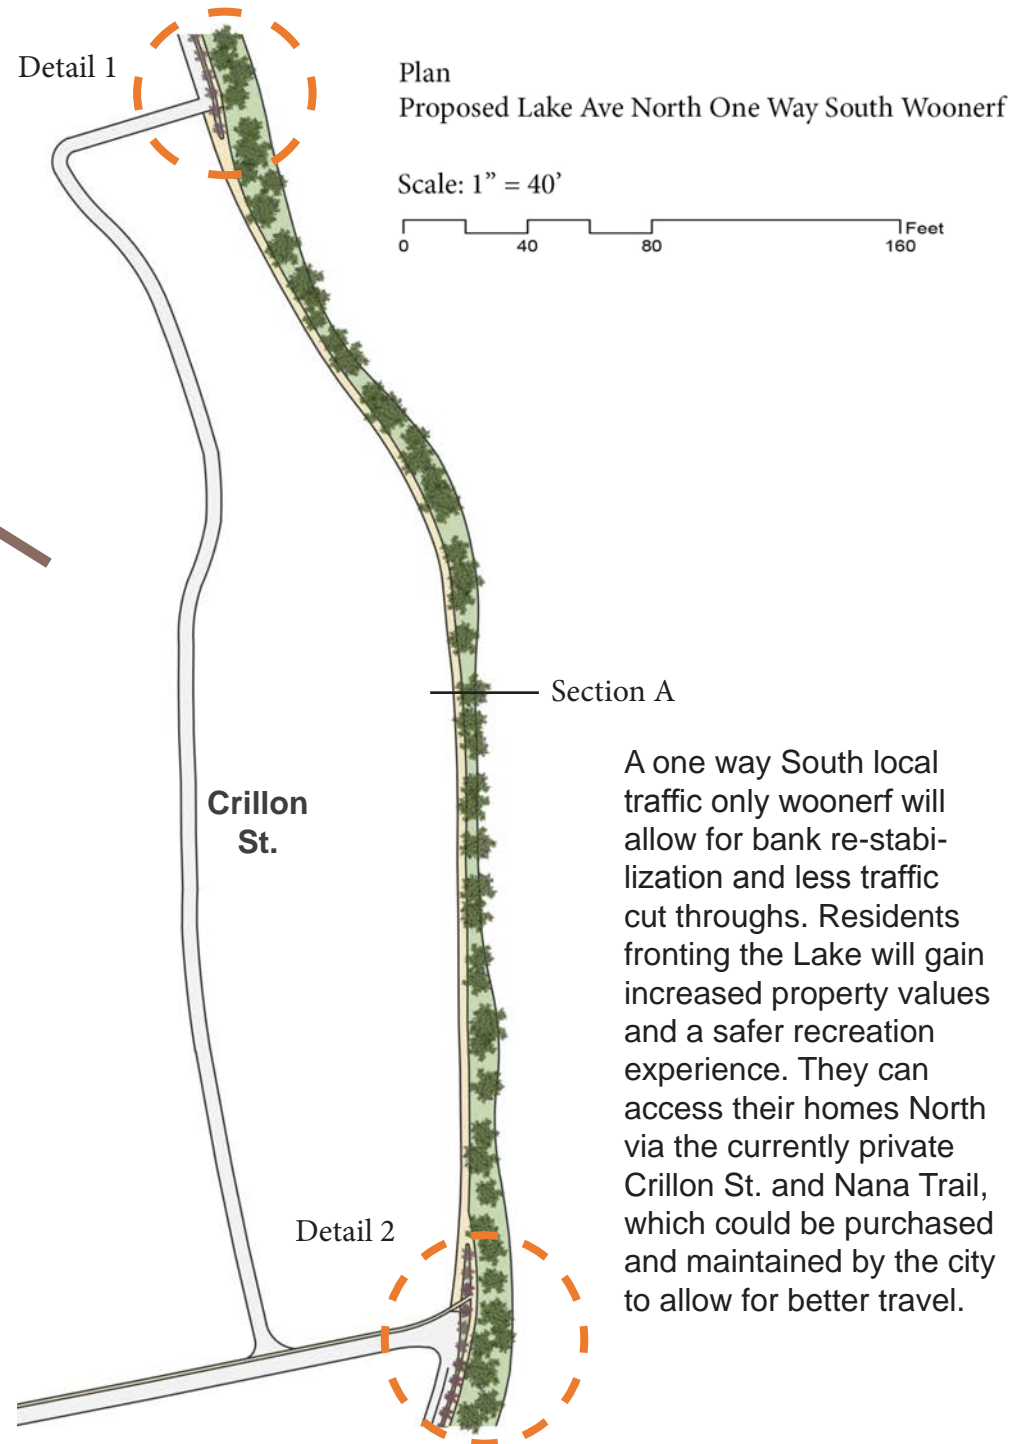 Detail 1
Plan
Proposed Lake Ave North One Way South Woonerf
Scale: 1” = 40’
Feet
0 40 80 160
Section A
Crillon
St.
A one way South local
traffic only woonerf will
allow for bank re-stabi-
lization and less traffic
cut throughs. Residents
fronting the Lake will gain
increased property values
and a safer recreation
experience. They can
access their homes North
via the currently private
Crillon St. and Nana Trail,
which could be purchased
and maintained by the city
to allow for better travel.
Detail 2